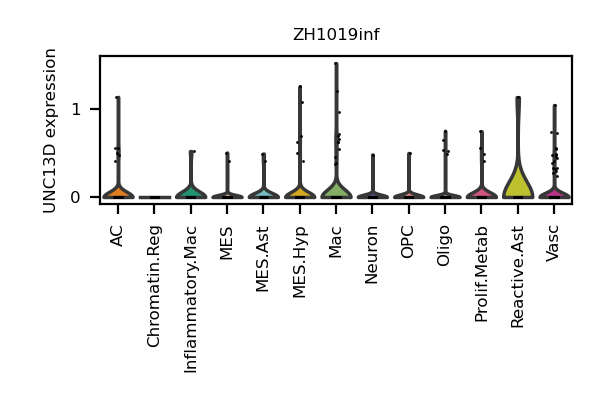 ZH1019inf
UNC13D expression
1
0
AC
Chromatin.Reg
Inflammatory.Mac
MES
MES.Ast
MES.Hyp
Mac
Neuron
OPC
Oligo
Prolif.Metab
Reactive.Ast
Vasc